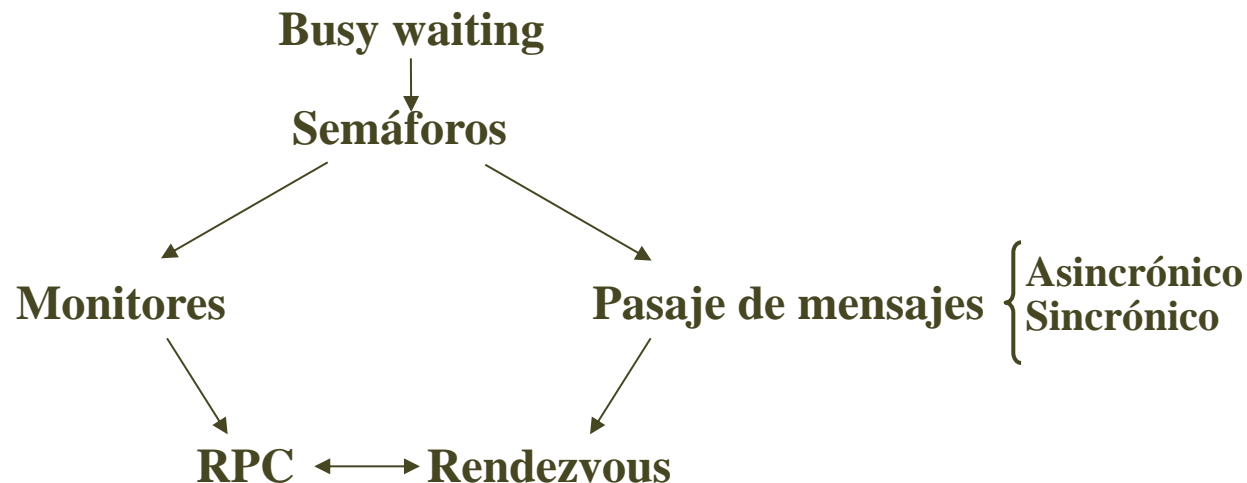 Busy waiting
Semáforos
Monitores
Pasaje de mensajes
Asincrónico
Sincrónico
RPC
Rendezvous